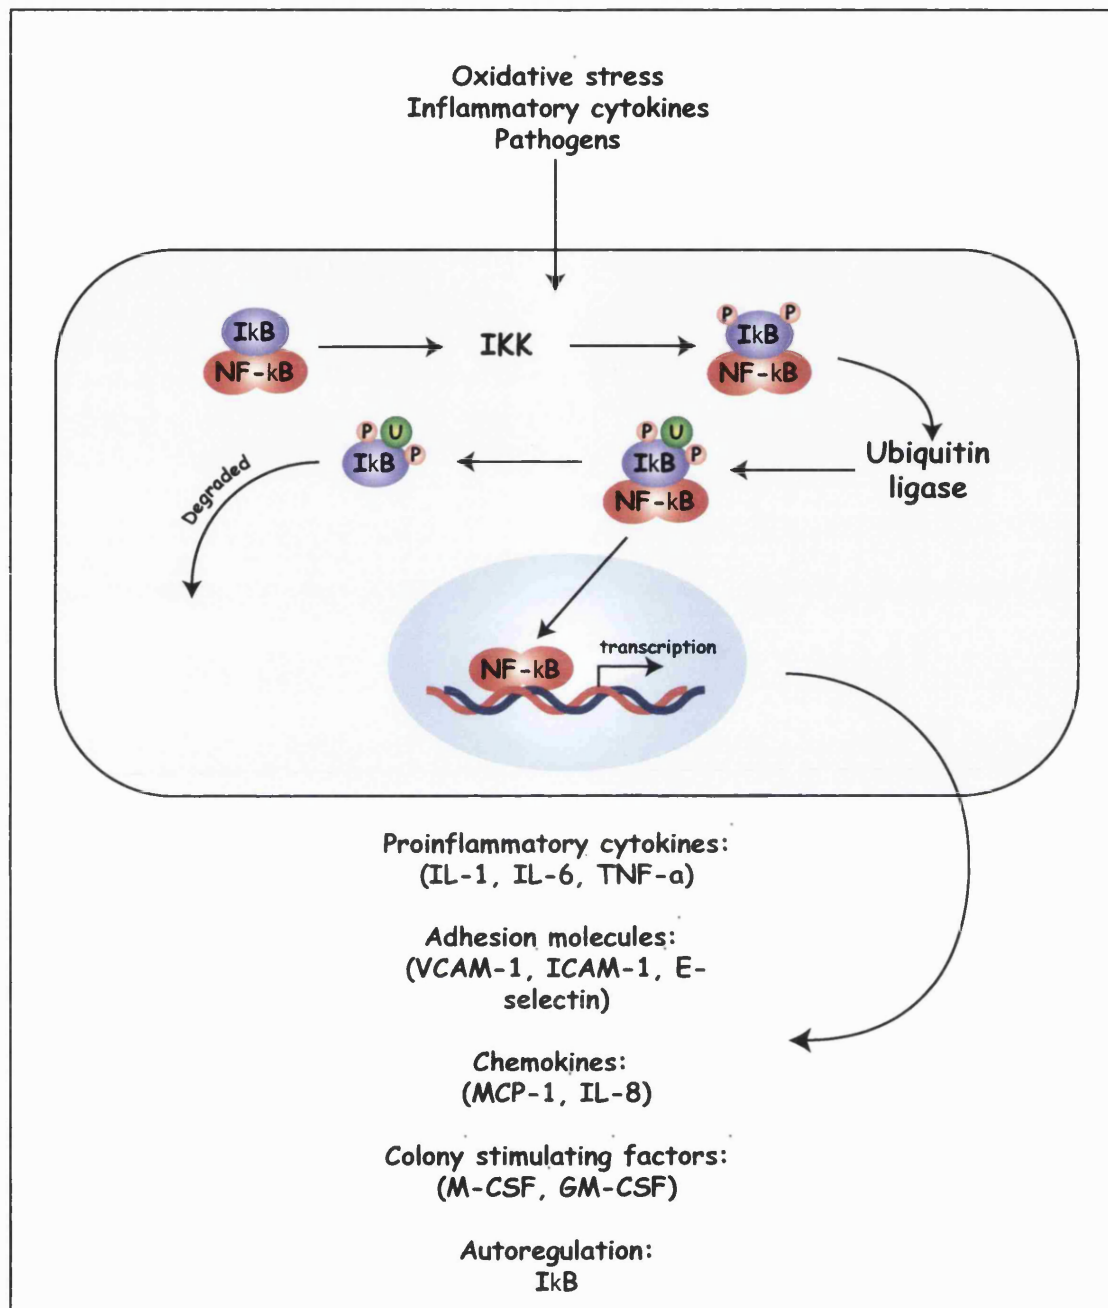 Oxidative stress
Inflammatory cytokines
Pathogens
IkB
NF-kB
IKK
P
P
IkB
NF-kB
Ubiquitin
ligase
P
U
P
IkB
NF-kB
P
U
P
IkB
Degraded
NF-kB
transcription
Proinflammatory cytokines:
(IL-1, IL-6, TNF-a)
Adhesion molecules:
(VCAM-1, ICAM-1, E-
selectin)
Chemokines:
(MCP-1, IL-8)
Colony stimulating factors:
(M-CSF, GM-CSF)
Autoregulation:
IkB